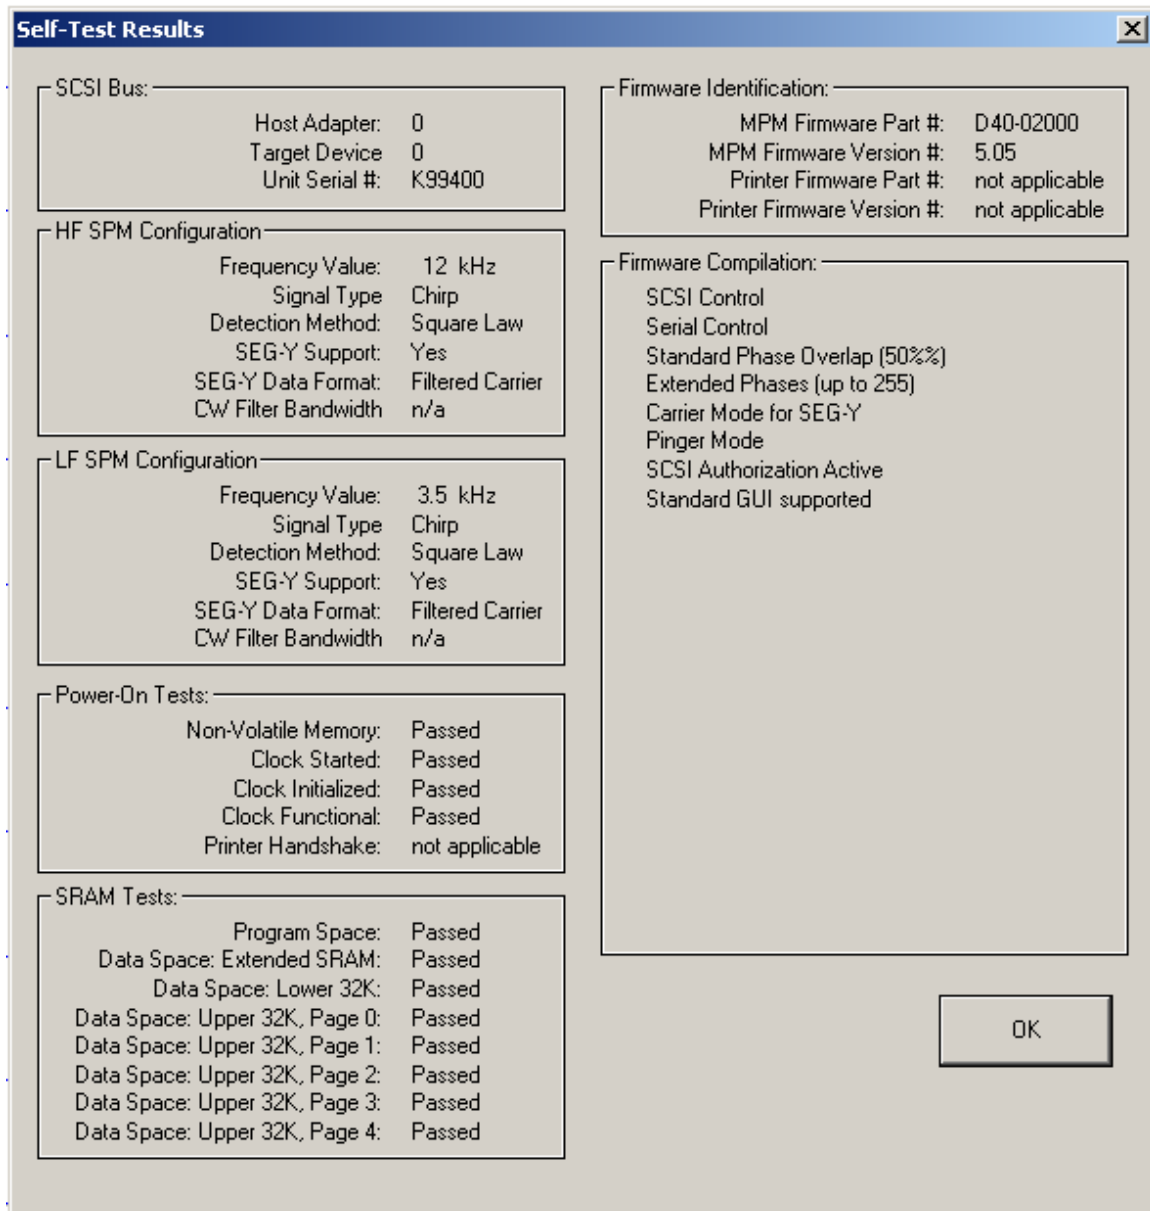 Self-Test Results
SCSI Bus:
Host Adapter: 0
Target Device 0
Unit Serial #: K99400
HF SPM Configuration
Frequency Value: 12 kHz
Signal Type Chirp
Detection Method: Square Law
SEG-Y Support: Yes
SEG-Y Data Format: Filtered Carrier
CW Filter Bandwidth n/a
LF SPM Configuration
Frequency Value: 3.5 kHz
Signal Type Chirp
Detection Method: Square Law
SEG-Y Support: Yes
SEG-Y Data Format: Filtered Carrier
CW Filter Bandwidth n/a
Power-On Tests:
Non-Volatile Memory: Passed
Clock Started: Passed
Clock Initialized: Passed
Clock Functional: Passed
Printer Handshake: not applicable
SRAM Tests:
Program Space: Passed
Data Space: Extended SRAM: Passed
Data Space: Lower 32K: Passed
Data Space: Upper 32K, Page 0: Passed
Data Space: Upper 32K, Page 1: Passed
Data Space: Upper 32K, Page 2: Passed
Data Space: Upper 32K, Page 3: Passed
Data Space: Upper 32K, Page 4: Passed
Firmware Identification:
MPM Firmware Part #: D40-02000
MPM Firmware Version #: 5.05
Printer Firmware Part #: not applicable
Printer Firmware Version #: not applicable
Firmware Compilation:
SCSI Control
Serial Control
Standard Phase Overlap (50%%)
Extended Phases (up to 255)
Carrier Mode for SEG-Y
Pinger Mode
SCSI Authorization Active
Standard GUI supported
OK